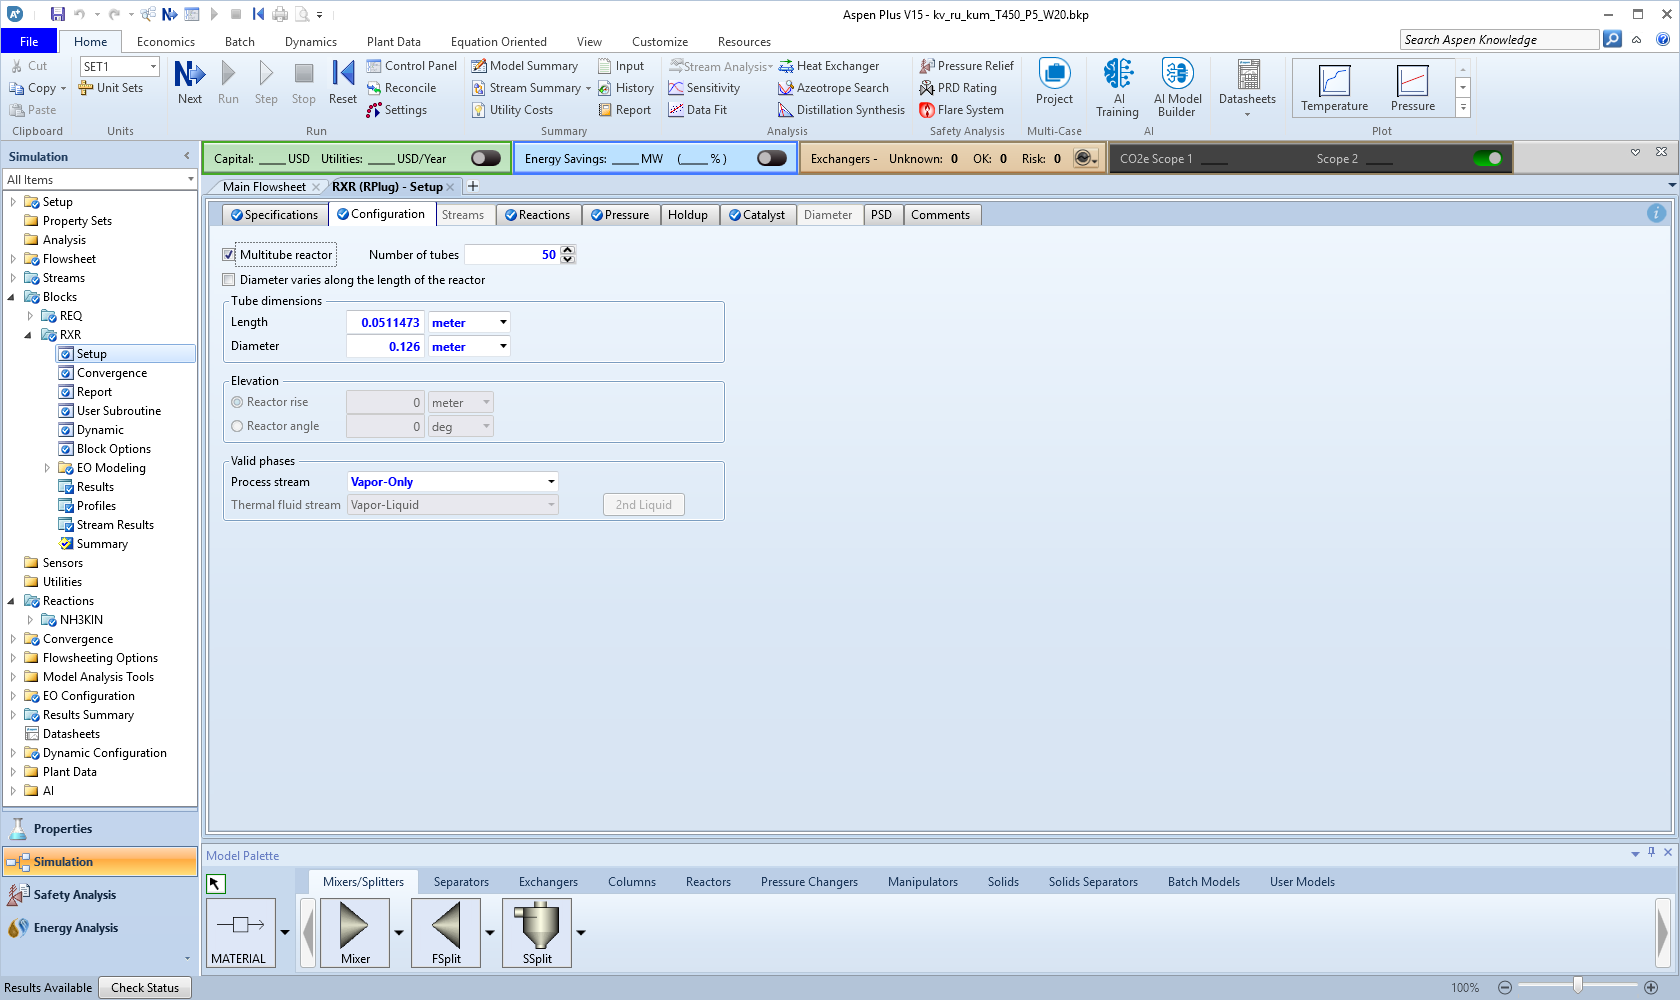 Aspen Plus V15 - kv_ru_kum_T450_P5_W20.bkp
File Home Economics Batch Dynamics Plant Data Equation Oriented View Customize Resources Search Aspen Knowledge
Cut
Copy
Paste
Clipboard
SET1
Unit Sets
Units
Next Run Step Stop Reset
Control Panel
Reconcile
Settings
Run
Model Summary
Stream Summary
Utility Costs
Input
History
Report
Summary
Stream Analysis
Sensitivity
Data Fit
Heat Exchanger
Azeotrope Search
Distillation Synthesis
Analysis
Pressure Relief
PRD Rating
Flare System
Safety Analysis
Project
Multi-Case
AI Training
AI Model Builder
AI
Datasheets
Temperature Pressure
Plot
Simulation
All Items
Capital: ____ USD Utilities: ____ USD/Year
Energy Savings: ____ MW (____ %)
Exchangers - Unknown: 0 OK: 0 Risk: 0
CO2e Scope 1 ____ Scope 2 ____
Setup
Property Sets
Analysis
Flowsheet
Streams
Blocks
REQ
RXR
Setup
Convergence
Report
User Subroutine
Dynamic
Block Options
EO Modeling
Results
Profiles
Stream Results
Summary
Sensors
Utilities
Reactions
NH3KIN
Convergence
Flowsheeting Options
Model Analysis Tools
EO Configuration
Results Summary
Datasheets
Dynamic Configuration
Plant Data
AI
Properties
Simulation
Safety Analysis
Energy Analysis
Main Flowsheet RXR (RPlug) - Setup
Specifications Configuration Streams Reactions Pressure Holdup Catalyst Diameter PSD Comments
Multitube reactor Number of tubes 50
Diameter varies along the length of the reactor
Tube dimensions
Length 0.0511473 meter
Diameter 0.126 meter
Elevation
Reactor rise 0 meter
Reactor angle 0 deg
Valid phases
Process stream Vapor-Only
Thermal fluid stream Vapor-Liquid 2nd Liquid
Model Palette
Mixers/Splitters Separators Exchangers Columns Reactors Pressure Changers Manipulators Solids Solids Separators Batch Models User Models
MATERIAL Mixer FSplit SSplit
Results Available Check Status 100%